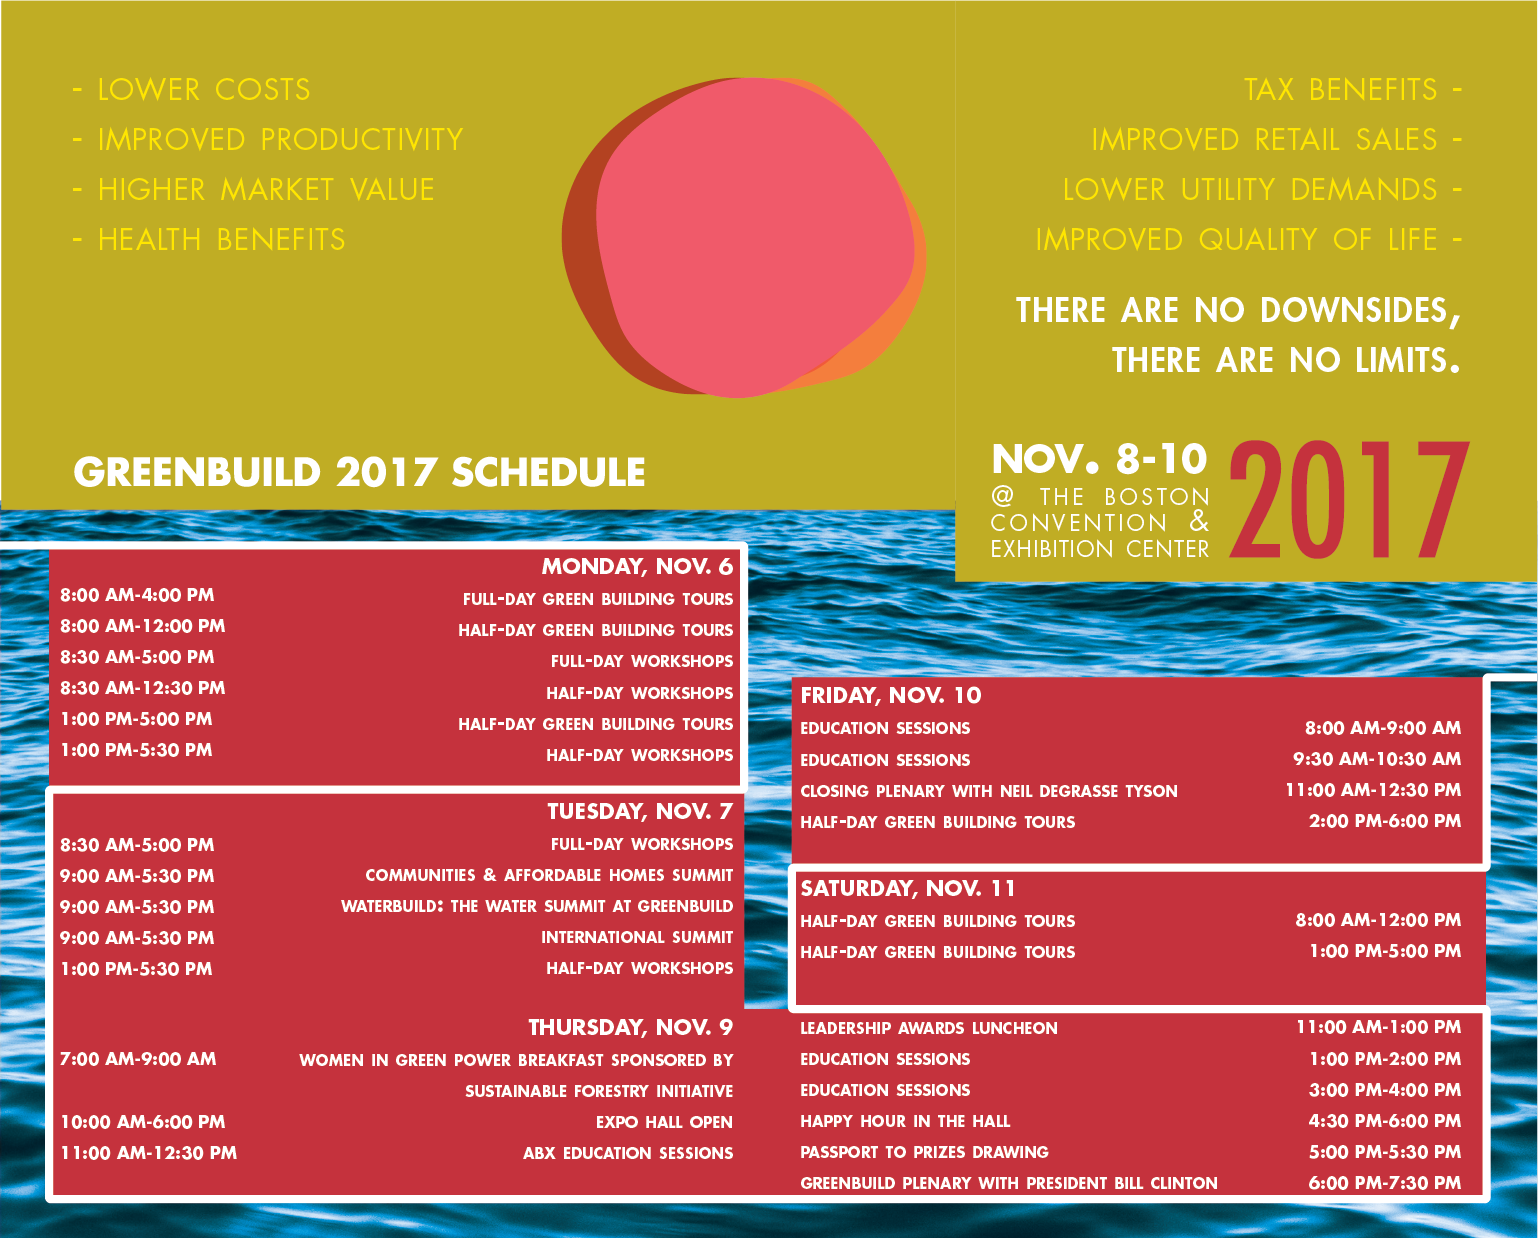 - LOWER COSTS
- IMPROVED PRODUCTIVITY
- HIGHER MARKET VALUE
- HEALTH BENEFITS
TAX BENEFITS -
IMPROVED RETAIL SALES -
LOWER UTILITY DEMANDS -
IMPROVED QUALITY OF LIFE -
THERE ARE NO DOWNSIDES,
THERE ARE NO LIMITS.
GREENBUILD 2017 SCHEDULE
NOV. 8-10
@ THE BOSTON
CONVENTION &
EXHIBITION CENTER
2017
MONDAY, NOV. 6
8:00 AM-4:00 PM FULL-DAY GREEN BUILDING TOURS
8:00 AM-12:00 PM HALF-DAY GREEN BUILDING TOURS
8:30 AM-5:00 PM FULL-DAY WORKSHOPS
8:30 AM-12:30 PM HALF-DAY WORKSHOPS
1:00 PM-5:00 PM HALF-DAY GREEN BUILDING TOURS
1:00 PM-5:30 PM HALF-DAY WORKSHOPS
TUESDAY, NOV. 7
8:30 AM-5:00 PM FULL-DAY WORKSHOPS
9:00 AM-5:30 PM COMMUNITIES & AFFORDABLE HOMES SUMMIT
9:00 AM-5:30 PM WATERBUILD: THE WATER SUMMIT AT GREENBUILD
9:00 AM-5:30 PM INTERNATIONAL SUMMIT
1:00 PM-5:30 PM HALF-DAY WORKSHOPS
THURSDAY, NOV. 9
7:00 AM-9:00 AM WOMEN IN GREEN POWER BREAKFAST SPONSORED BY
SUSTAINABLE FORESTRY INITIATIVE
10:00 AM-6:00 PM EXPO HALL OPEN
11:00 AM-12:30 PM ABX EDUCATION SESSIONS
FRIDAY, NOV. 10
EDUCATION SESSIONS 8:00 AM-9:00 AM
EDUCATION SESSIONS 9:30 AM-10:30 AM
CLOSING PLENARY WITH NEIL DEGRASSE TYSON 11:00 AM-12:30 PM
HALF-DAY GREEN BUILDING TOURS 2:00 PM-6:00 PM
SATURDAY, NOV. 11
HALF-DAY GREEN BUILDING TOURS 8:00 AM-12:00 PM
HALF-DAY GREEN BUILDING TOURS 1:00 PM-5:00 PM
LEADERSHIP AWARDS LUNCHEON 11:00 AM-1:00 PM
EDUCATION SESSIONS 1:00 PM-2:00 PM
EDUCATION SESSIONS 3:00 PM-4:00 PM
HAPPY HOUR IN THE HALL 4:30 PM-6:00 PM
PASSPORT TO PRIZES DRAWING 5:00 PM-5:30 PM
GREENBUILD PLENARY WITH PRESIDENT BILL CLINTON 6:00 PM-7:30 PM